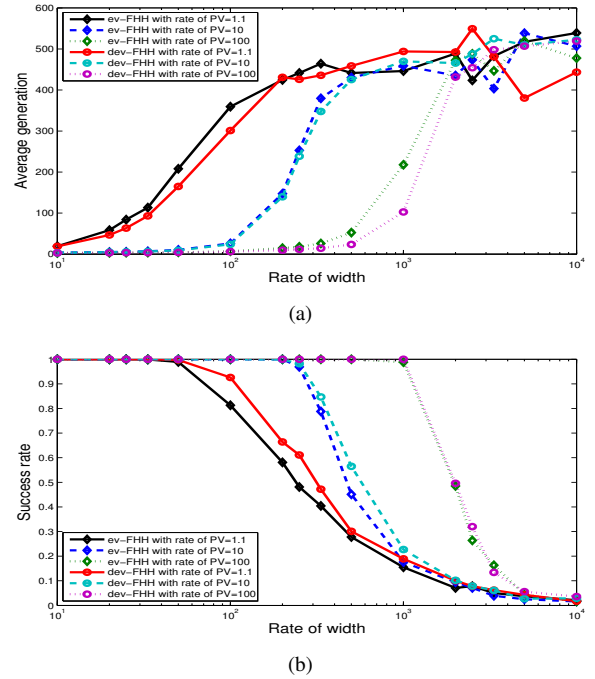 600
500
400
300
200
100
0
Average generation
ev−FHH with rate of PV=1.1
ev−FHH with rate of PV=10
ev−FHH with rate of PV=100
dev−FHH with rate of PV=1.1
dev−FHH with rate of PV=10
dev−FHH with rate of PV=100
10^1 10^2 10^3 10^4
Rate of width
(a)
1
0.9
0.8
0.7
0.6
0.5
0.4
0.3
0.2
0.1
0
Success rate
ev−FHH with rate of PV=1.1
ev−FHH with rate of PV=10
ev−FHH with rate of PV=100
dev−FHH with rate of PV=1.1
dev−FHH with rate of PV=10
dev−FHH with rate of PV=100
10^1 10^2 10^3 10^4
Rate of width
(b)